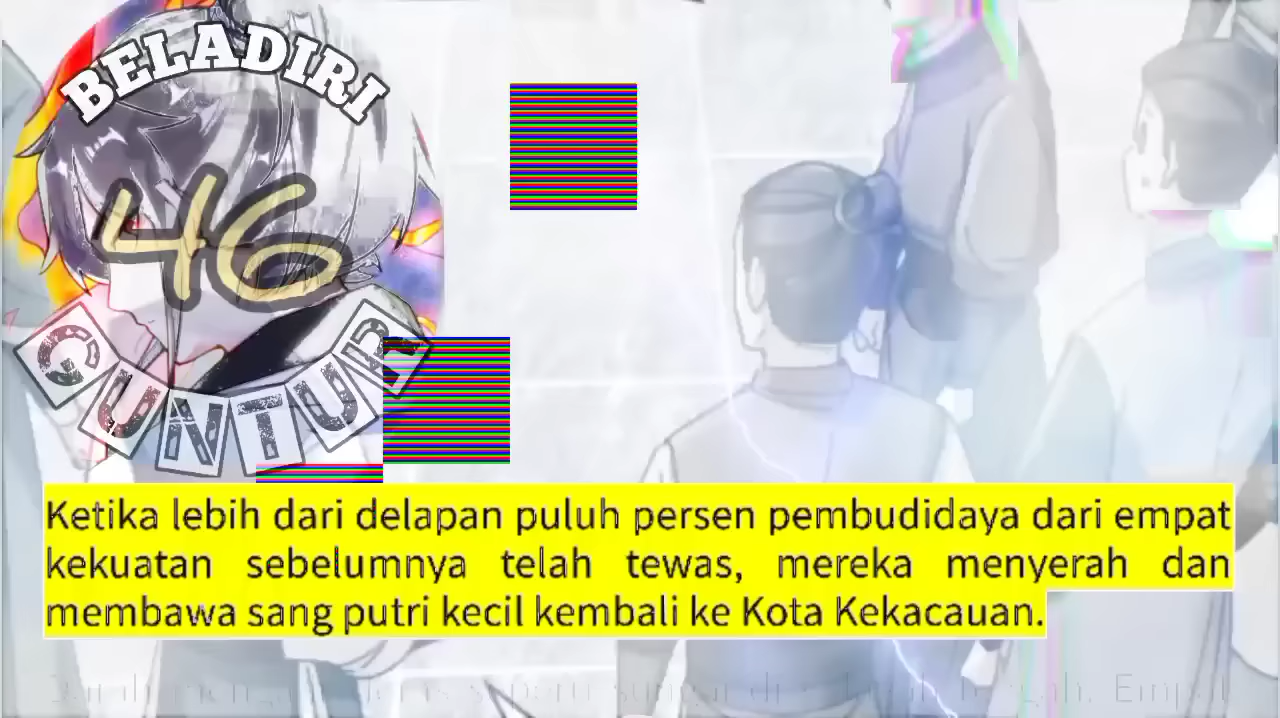 BELADIRI
46
GUNTUR
Ketika lebih dari delapan puluh persen pembudidaya dari empat
kekuatan sebelumnya telah tewas, mereka menyerah dan
membawa sang putri kecil kembali ke Kota Kekacauan.